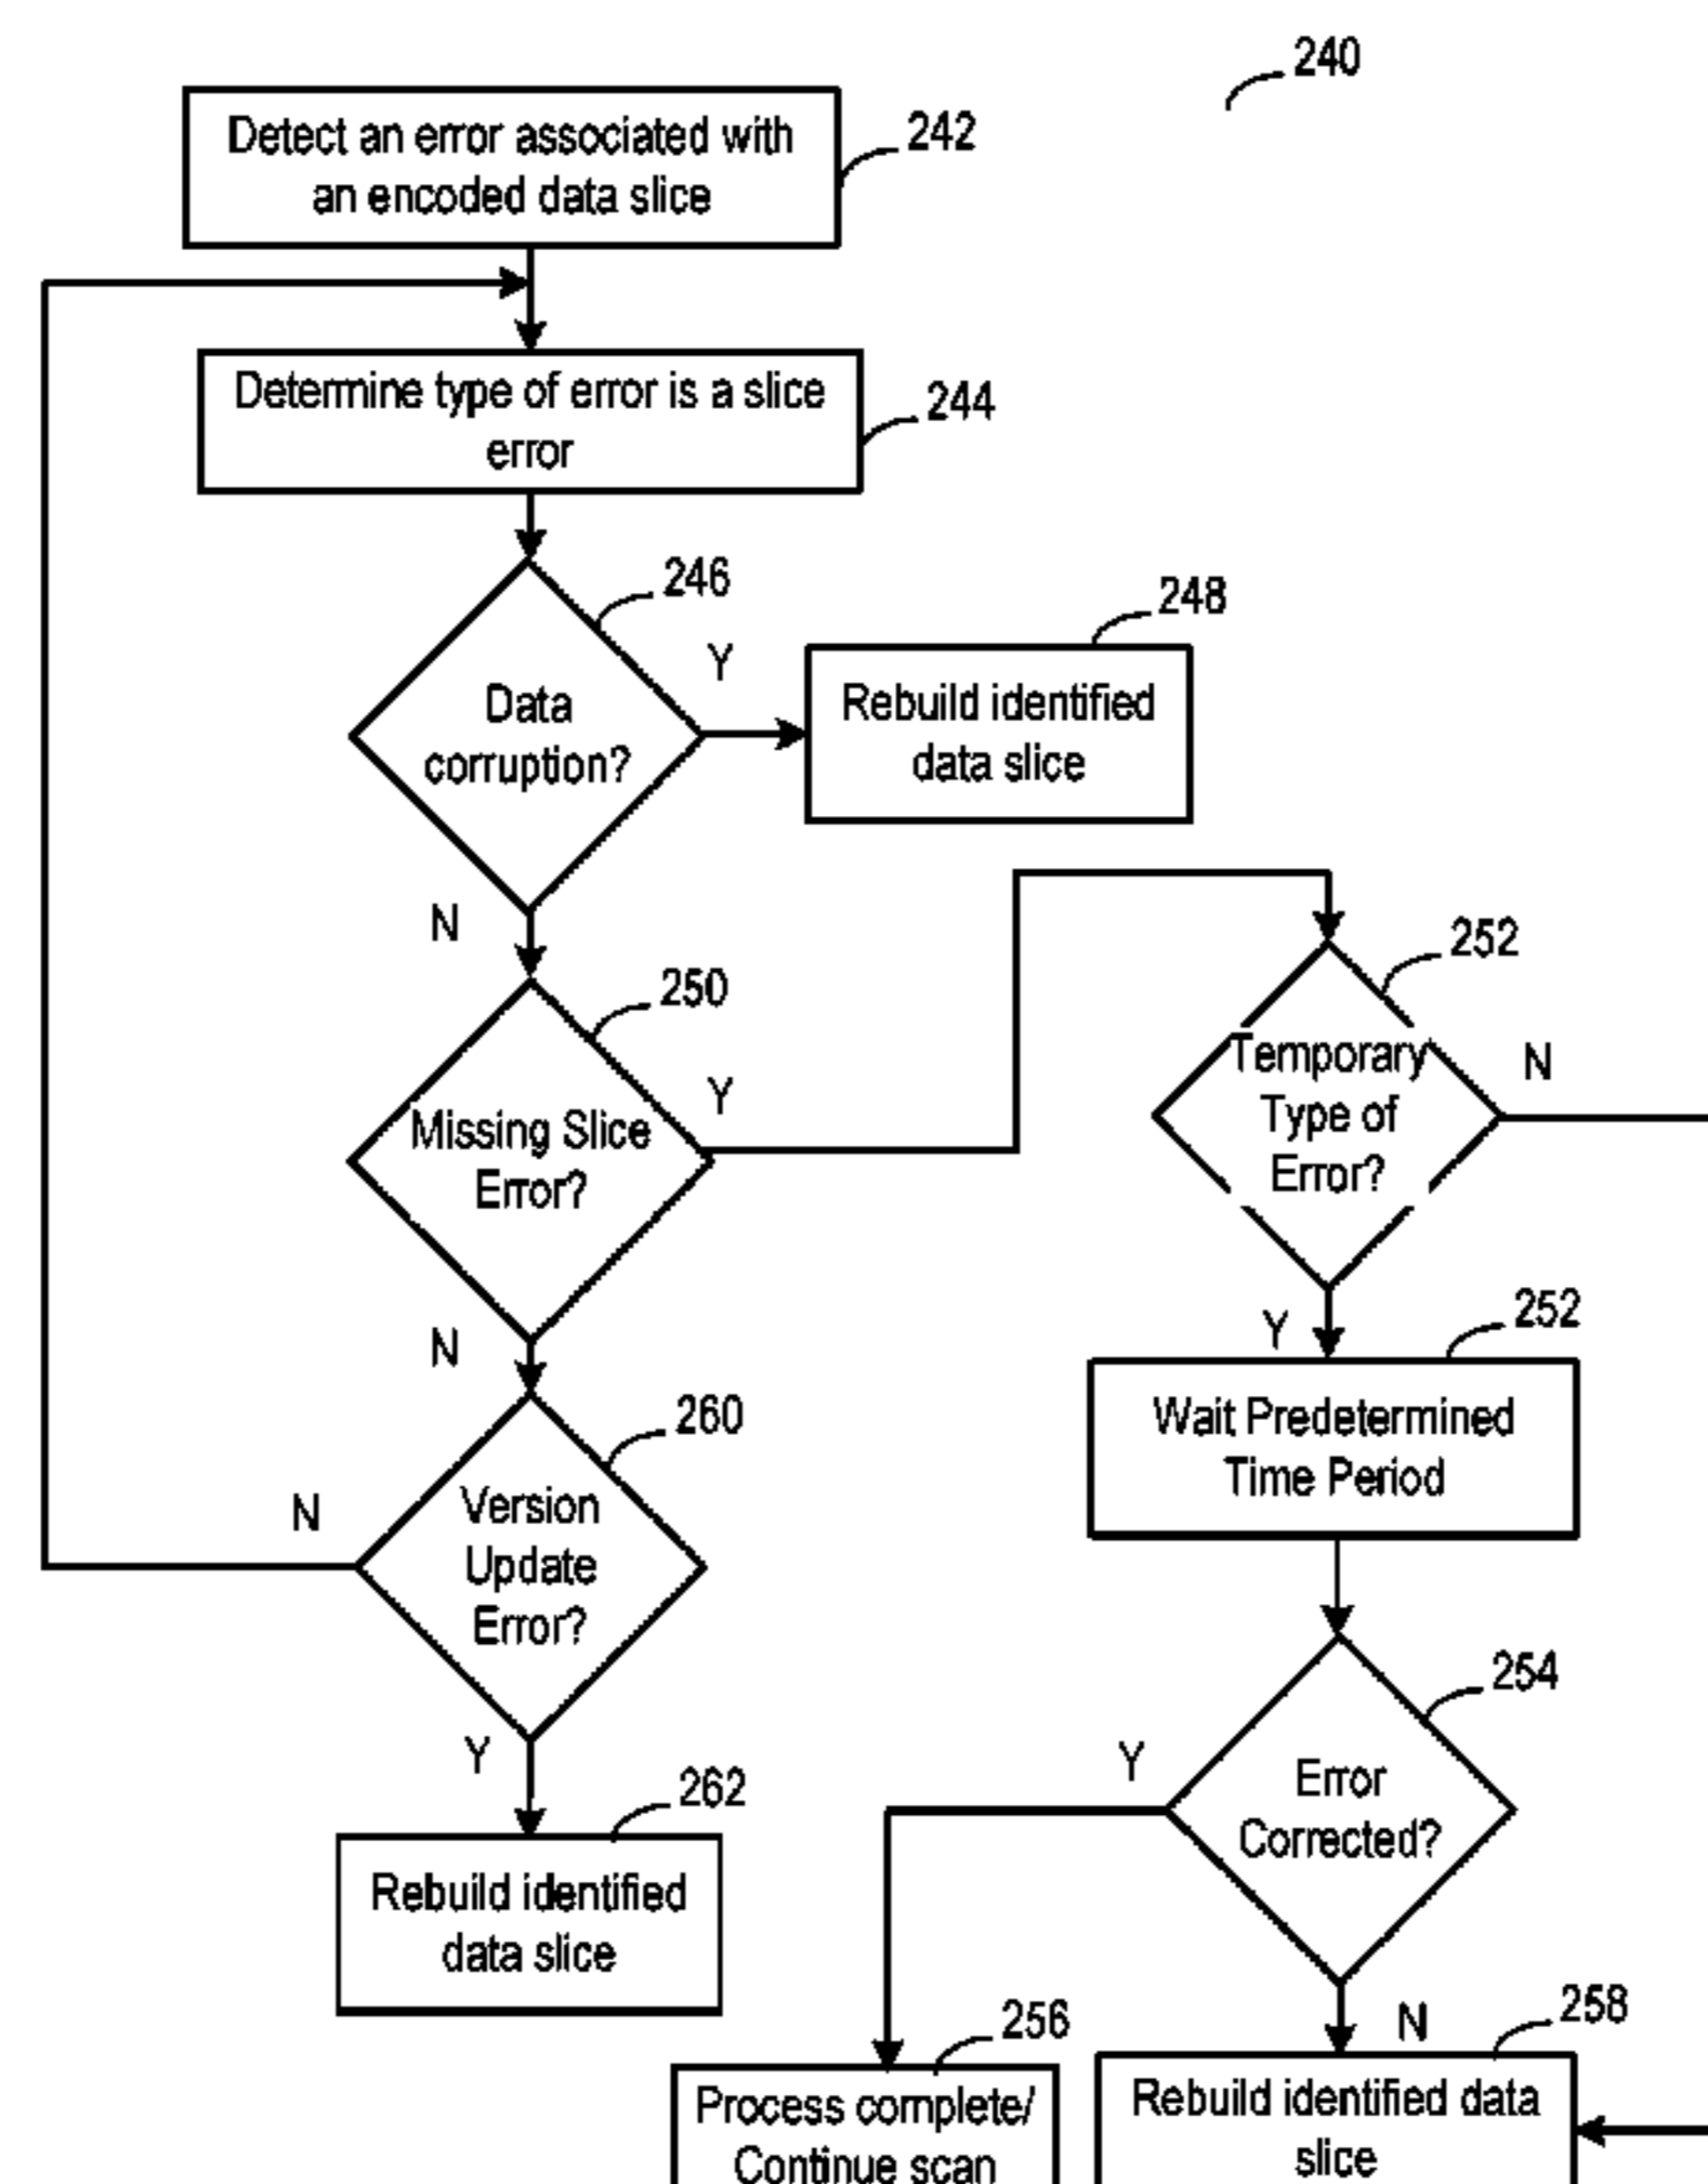 240
Detect an error associated with
an encoded data slice
242
Determine type of error is a slice
error
244
246
Data
corruption?
Y
N
248
Rebuild identified
data slice
250
Missing Slice
Error?
Y
N
252
Temporary
Type of
Error?
N
Y
252
Wait Predetermined
Time Period
260
Version
Update
Error?
N
Y
254
Error
Corrected?
Y
N
262
Rebuild identified
data slice
256
Process complete/
Continue scan
258
Rebuild identified data
slice